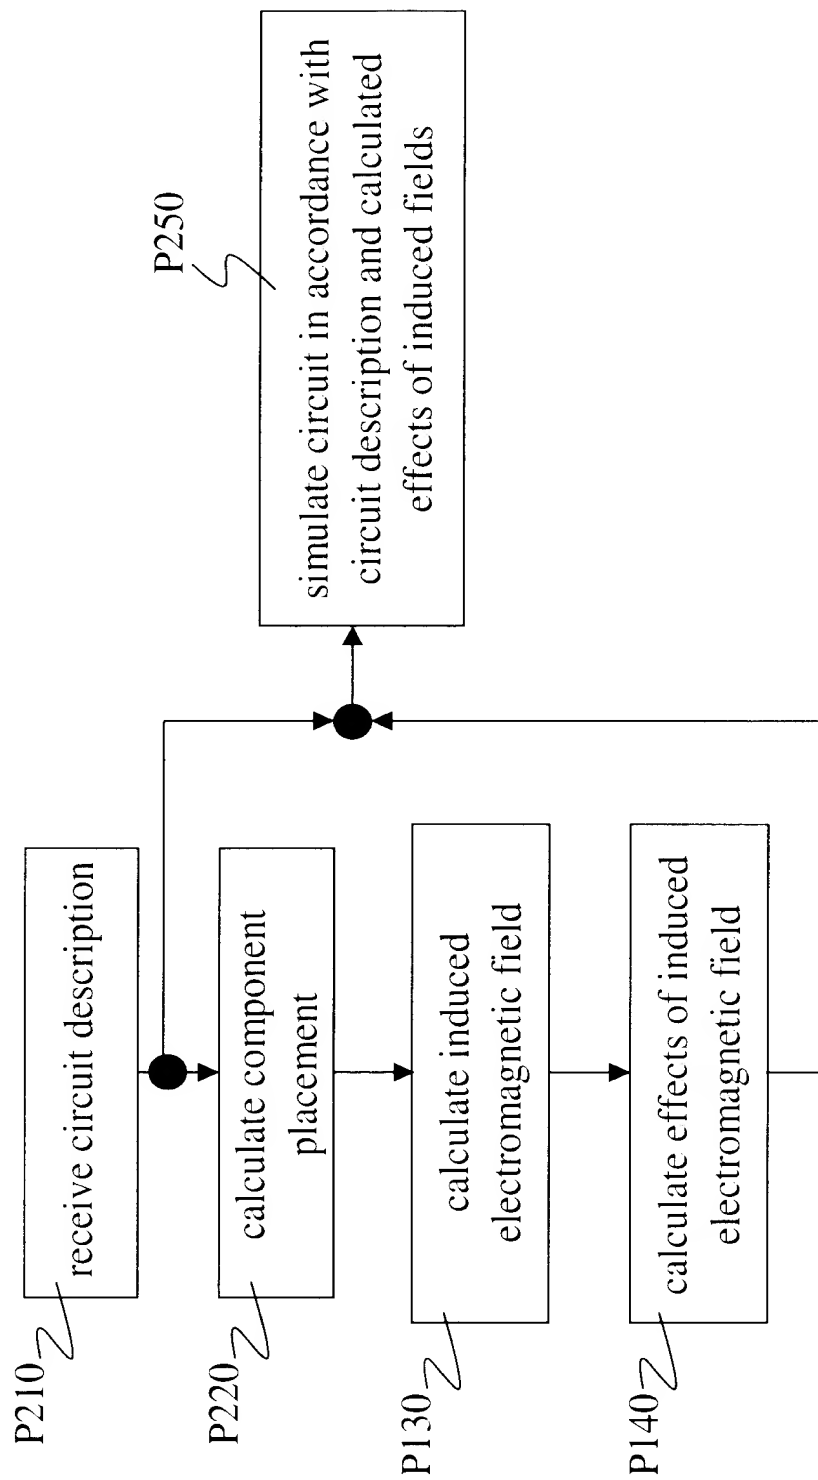 P210
receive circuit description
P220
calculate component
placement
P130
calculate induced
electromagnetic field
P140
calculate effects of induced
electromagnetic field
P250
simulate circuit in accordance with
circuit description and calculated
effects of induced fields